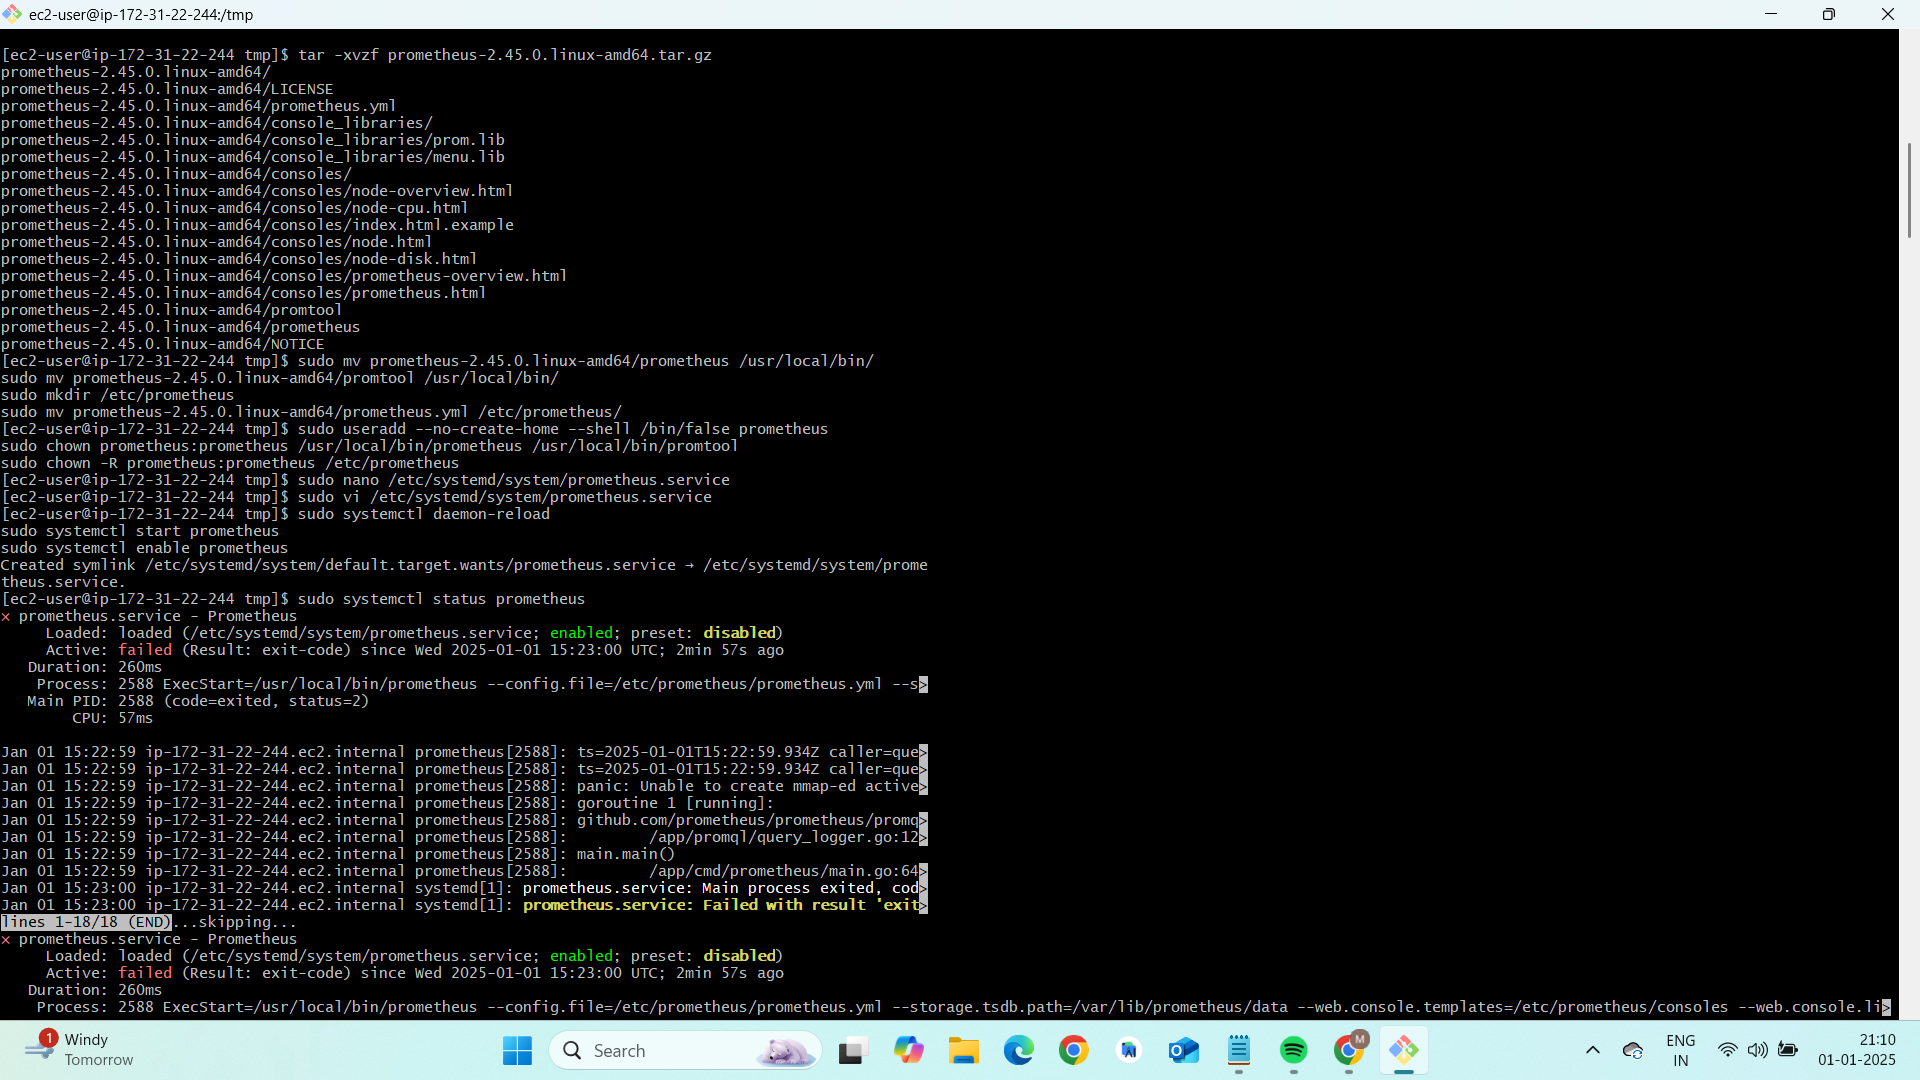 ec2-user@ip-172-31-22-244:/tmp
[ec2-user@ip-172-31-22-244 tmp]$ tar -xvzf prometheus-2.45.0.linux-amd64.tar.gz
prometheus-2.45.0.linux-amd64/
prometheus-2.45.0.linux-amd64/LICENSE
prometheus-2.45.0.linux-amd64/prometheus.yml
prometheus-2.45.0.linux-amd64/console_libraries/
prometheus-2.45.0.linux-amd64/console_libraries/prom.lib
prometheus-2.45.0.linux-amd64/console_libraries/menu.lib
prometheus-2.45.0.linux-amd64/consoles/
prometheus-2.45.0.linux-amd64/consoles/node-overview.html
prometheus-2.45.0.linux-amd64/consoles/node-cpu.html
prometheus-2.45.0.linux-amd64/consoles/index.html.example
prometheus-2.45.0.linux-amd64/consoles/node.html
prometheus-2.45.0.linux-amd64/consoles/node-disk.html
prometheus-2.45.0.linux-amd64/consoles/prometheus-overview.html
prometheus-2.45.0.linux-amd64/consoles/prometheus.html
prometheus-2.45.0.linux-amd64/promtool
prometheus-2.45.0.linux-amd64/prometheus
prometheus-2.45.0.linux-amd64/NOTICE
[ec2-user@ip-172-31-22-244 tmp]$ sudo mv prometheus-2.45.0.linux-amd64/prometheus /usr/local/bin/
sudo mv prometheus-2.45.0.linux-amd64/promtool /usr/local/bin/
sudo mkdir /etc/prometheus
sudo mv prometheus-2.45.0.linux-amd64/prometheus.yml /etc/prometheus/
[ec2-user@ip-172-31-22-244 tmp]$ sudo useradd --no-create-home --shell /bin/false prometheus
sudo chown prometheus:prometheus /usr/local/bin/prometheus /usr/local/bin/promtool
sudo chown -R prometheus:prometheus /etc/prometheus
[ec2-user@ip-172-31-22-244 tmp]$ sudo nano /etc/systemd/system/prometheus.service
[ec2-user@ip-172-31-22-244 tmp]$ sudo vi /etc/systemd/system/prometheus.service
[ec2-user@ip-172-31-22-244 tmp]$ sudo systemctl daemon-reload
sudo systemctl start prometheus
sudo systemctl enable prometheus
Created symlink /etc/systemd/system/default.target.wants/prometheus.service → /etc/systemd/system/prome
theus.service.
[ec2-user@ip-172-31-22-244 tmp]$ sudo systemctl status prometheus
× prometheus.service - Prometheus
Loaded: loaded (/etc/systemd/system/prometheus.service; enabled; preset: disabled)
Active: failed (Result: exit-code) since Wed 2025-01-01 15:23:00 UTC; 2min 57s ago
Duration: 260ms
Process: 2588 ExecStart=/usr/local/bin/prometheus --config.file=/etc/prometheus/prometheus.yml --s>
Main PID: 2588 (code=exited, status=2)
CPU: 57ms
Jan 01 15:22:59 ip-172-31-22-244.ec2.internal prometheus[2588]: ts=2025-01-01T15:22:59.934Z caller=que>
Jan 01 15:22:59 ip-172-31-22-244.ec2.internal prometheus[2588]: ts=2025-01-01T15:22:59.934Z caller=que>
Jan 01 15:22:59 ip-172-31-22-244.ec2.internal prometheus[2588]: panic: Unable to create mmap-ed active>
Jan 01 15:22:59 ip-172-31-22-244.ec2.internal prometheus[2588]: goroutine 1 [running]:
Jan 01 15:22:59 ip-172-31-22-244.ec2.internal prometheus[2588]: github.com/prometheus/prometheus/promq>
Jan 01 15:22:59 ip-172-31-22-244.ec2.internal prometheus[2588]: /app/promql/query_logger.go:12>
Jan 01 15:22:59 ip-172-31-22-244.ec2.internal prometheus[2588]: main.main()
Jan 01 15:22:59 ip-172-31-22-244.ec2.internal prometheus[2588]: /app/cmd/prometheus/main.go:64>
Jan 01 15:23:00 ip-172-31-22-244.ec2.internal systemd[1]: prometheus.service: Main process exited, cod>
Jan 01 15:23:00 ip-172-31-22-244.ec2.internal systemd[1]: prometheus.service: Failed with result 'exit>
lines 1-18/18 (END)...skipping...
× prometheus.service - Prometheus
Loaded: loaded (/etc/systemd/system/prometheus.service; enabled; preset: disabled)
Active: failed (Result: exit-code) since Wed 2025-01-01 15:23:00 UTC; 2min 57s ago
Duration: 260ms
Process: 2588 ExecStart=/usr/local/bin/prometheus --config.file=/etc/prometheus/prometheus.yml --storage.tsdb.path=/var/lib/prometheus/data --web.console.templates=/etc/prometheus/consoles --web.console.li>
1
Windy
Tomorrow
Search
M
ENG
IN
21:10
01-01-2025